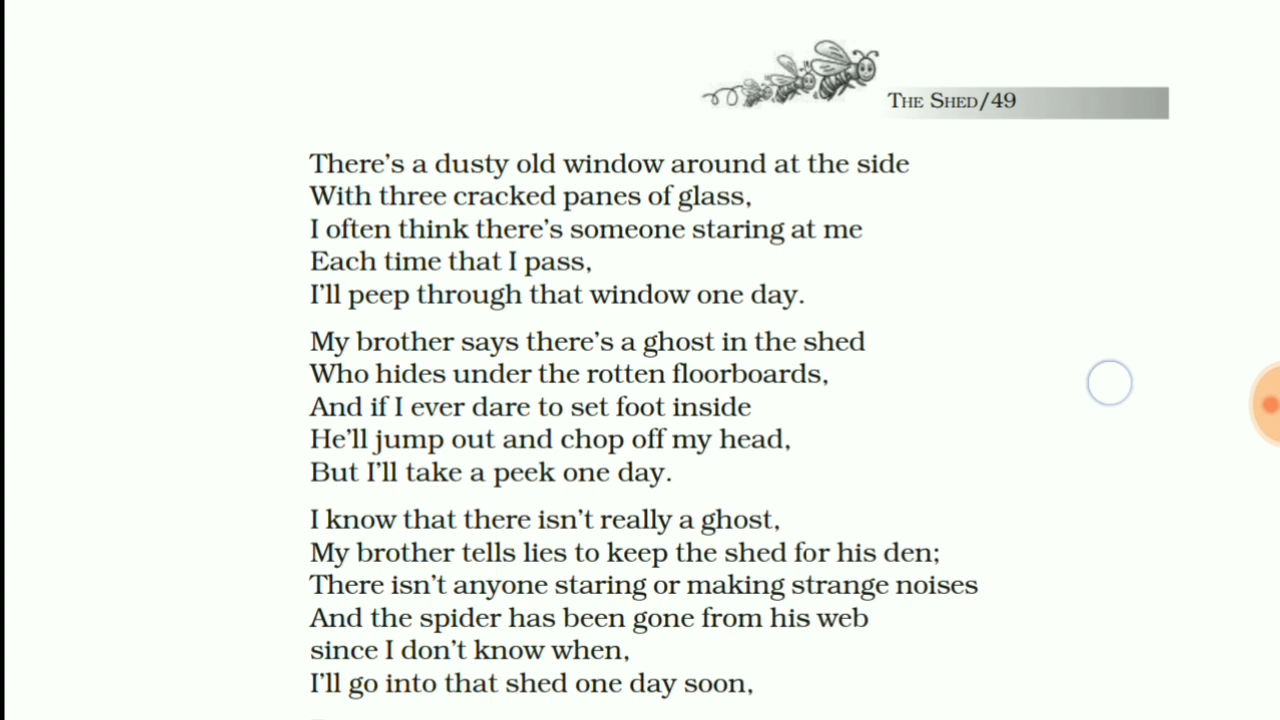 THE SHED/49
There's a dusty old window around at the side
With three cracked panes of glass,
I often think there's someone staring at me
Each time that I pass,
I'll peep through that window one day.
My brother says there's a ghost in the shed
Who hides under the rotten floorboards,
And if I ever dare to set foot inside
He'll jump out and chop off my head,
But I'll take a peek one day.
I know that there isn't really a ghost,
My brother tells lies to keep the shed for his den;
There isn't anyone staring or making strange noises
And the spider has been gone from his web
since I don't know when,
I'll go into that shed one day soon,